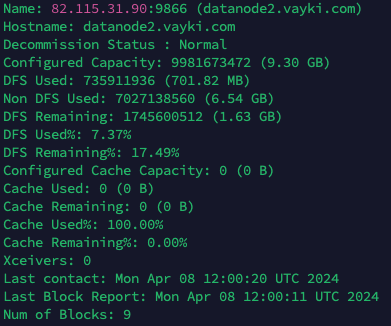 Name: 82.115.31.90:9866 (datanode2.vayki.com)
Hostname: datanode2.vayki.com
Decommission Status : Normal
Configured Capacity: 9981673472 (9.30 GB)
DFS Used: 735911936 (701.82 MB)
Non DFS Used: 7027138560 (6.54 GB)
DFS Remaining: 1745600512 (1.63 GB)
DFS Used%: 7.37%
DFS Remaining%: 17.49%
Configured Cache Capacity: 0 (0 B)
Cache Used: 0 (0 B)
Cache Remaining: 0 (0 B)
Cache Used%: 100.00%
Cache Remaining%: 0.00%
Xceivers: 0
Last contact: Mon Apr 08 12:00:20 UTC 2024
Last Block Report: Mon Apr 08 12:00:11 UTC 2024
Num of Blocks: 9